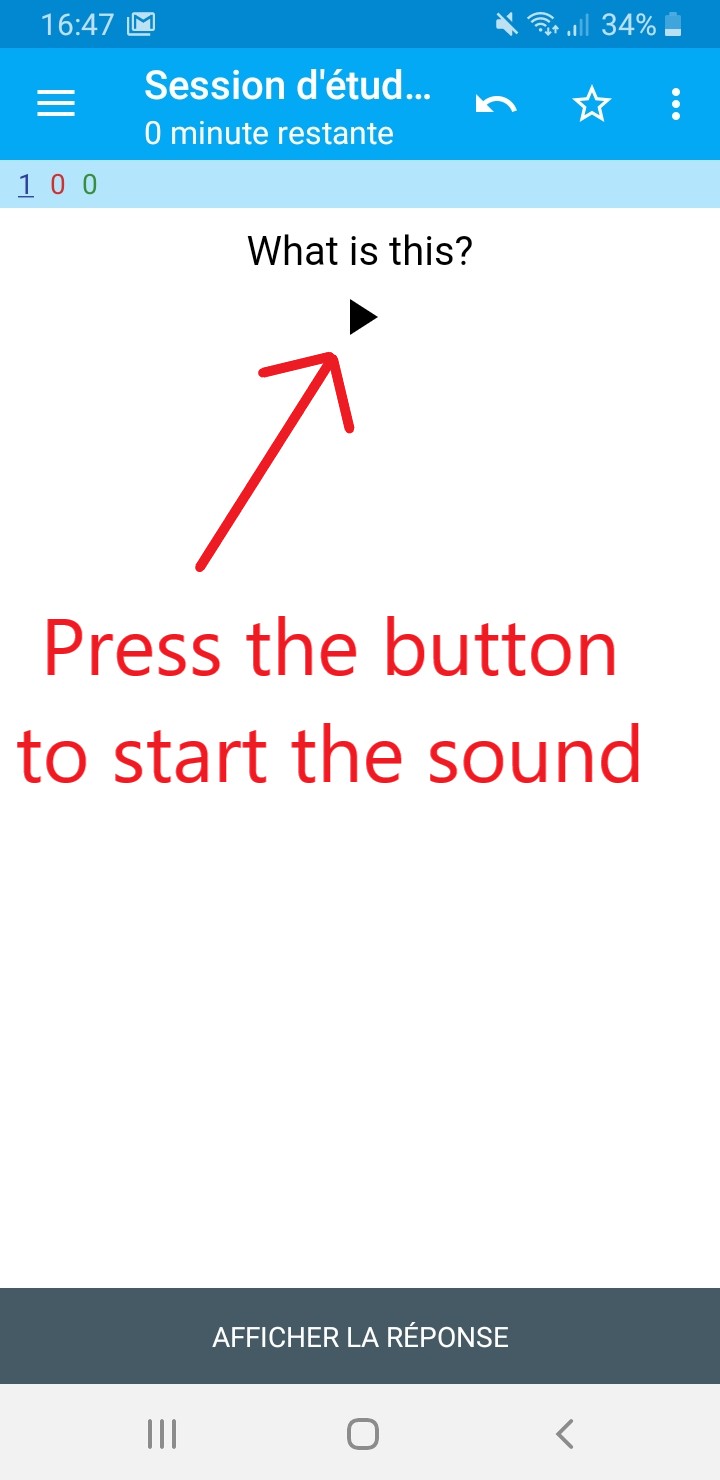 16:47 34%
Session d'étud...
0 minute restante
1 0 0
What is this?
Press the button
to start the sound
AFFICHER LA RÉPONSE